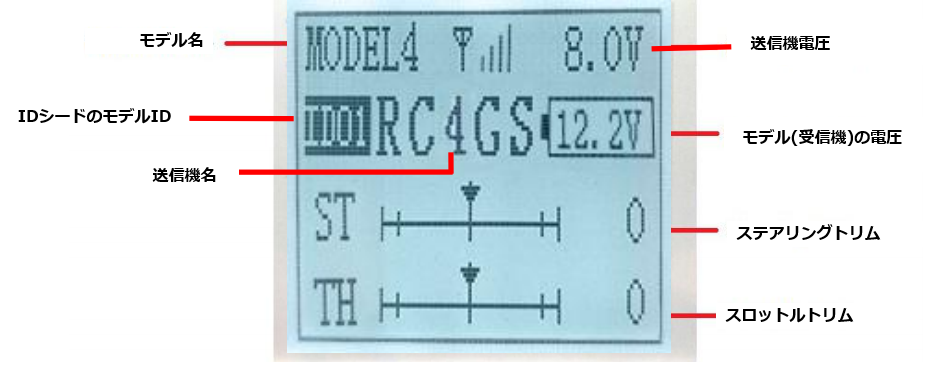 モデル名
MODEL4 8.0V
送信機電圧
IDシードのモデルID
RC4GS 12.2V
モデル(受信機)の電圧
送信機名
ST 0
ステアリングトリム
TH 0
スロットルトリム